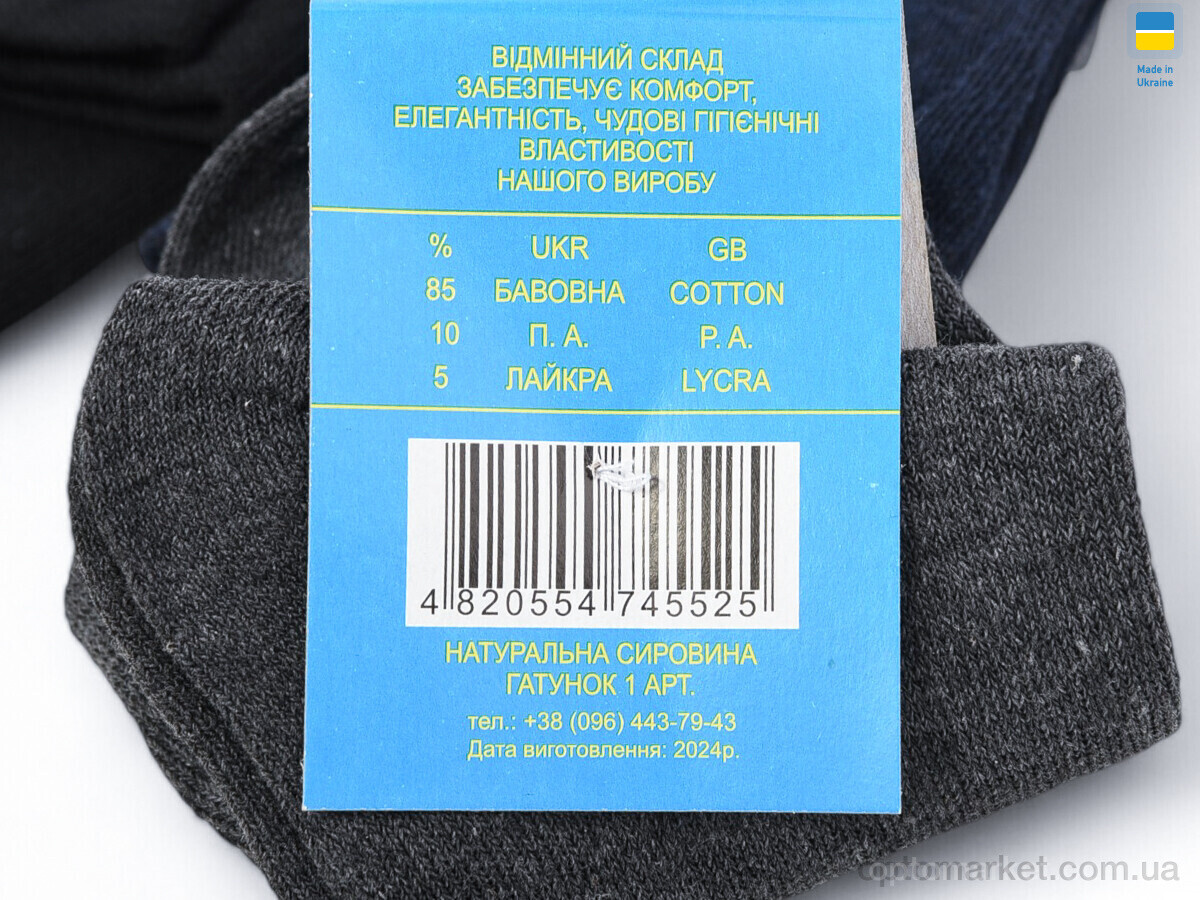 Made in
Ukraine
ВІДМІННИЙ СКЛАД
ЗАБЕЗПЕЧУЄ КОМФОРТ,
ЕЛЕГАНТНІСТЬ, ЧУДОВІ ГІГІЄНІЧНІ
ВЛАСТИВОСТІ
НАШОГО ВИРОБУ
% UKR GB
85 БАВОВНА COTTON
10 П. А. P. A.
5 ЛАЙКРА LYCRA
4 820554 745525
НАТУРАЛЬНА СИРОВИНА
ГАТУНОК 1 АРТ.
тел.: +38 (096) 443-79-43
Дата виготовлення: 2024р.
optomarket.com.ua